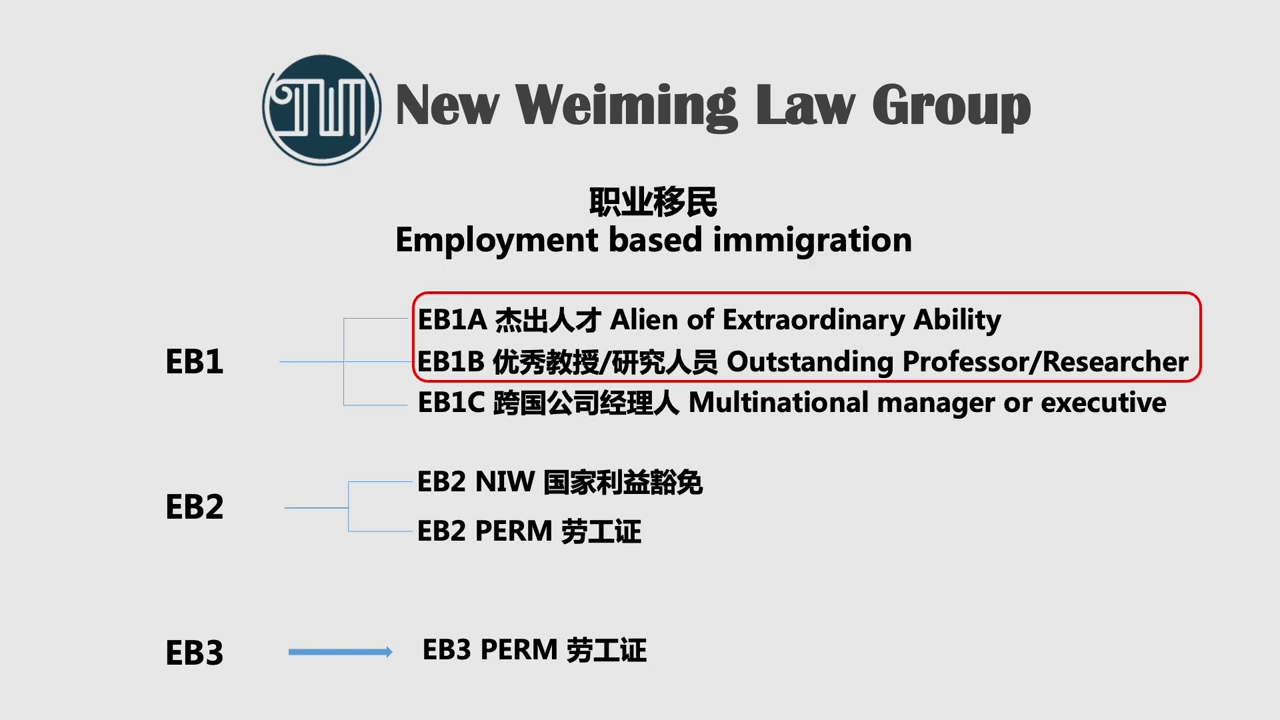 New Weiming Law Group
职业移民
Employment based immigration
EB1
EB1A 杰出人才 Alien of Extraordinary Ability
EB1B 优秀教授/研究人员 Outstanding Professor/Researcher
EB1C 跨国公司经理人 Multinational manager or executive
EB2
EB2 NIW 国家利益豁免
EB2 PERM 劳工证
EB3
EB3 PERM 劳工证